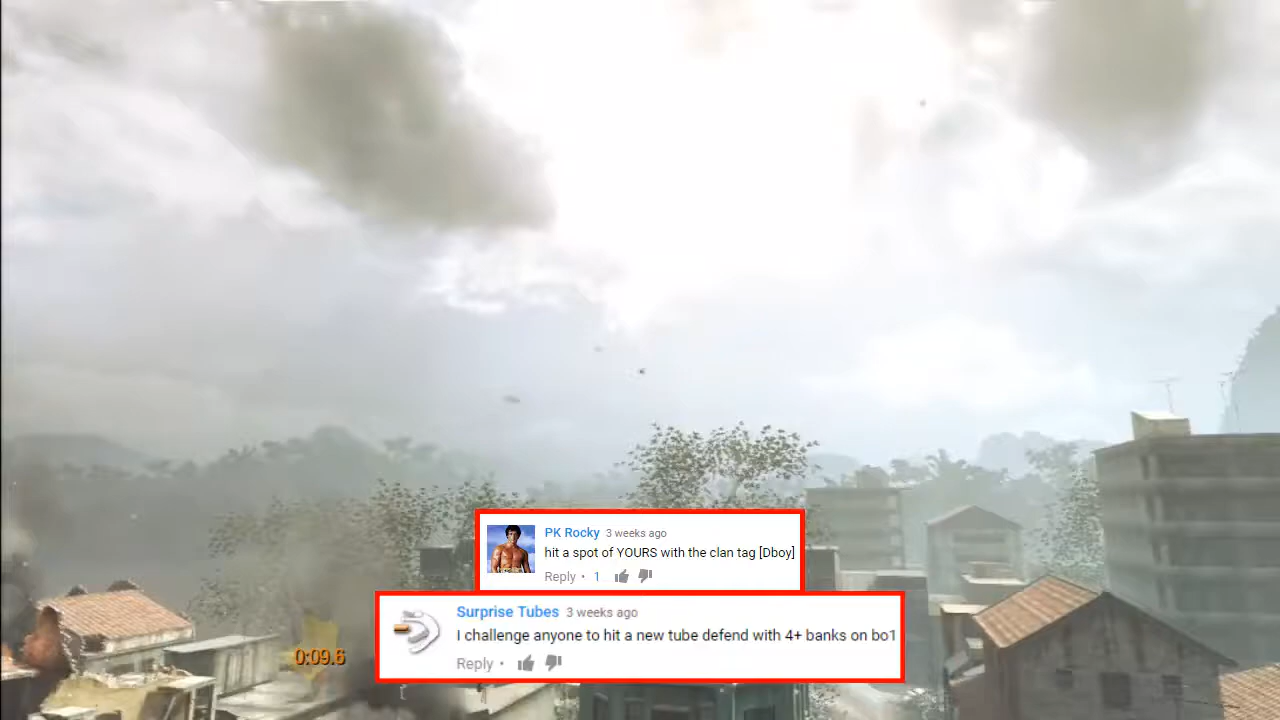 PK Rocky 3 weeks ago
hit a spot of YOURS with the clan tag [Dboy]
Reply • 1
Surprise Tubes 3 weeks ago
I challenge anyone to hit a new tube defend with 4+ banks on bo1
Reply •
0:09.6